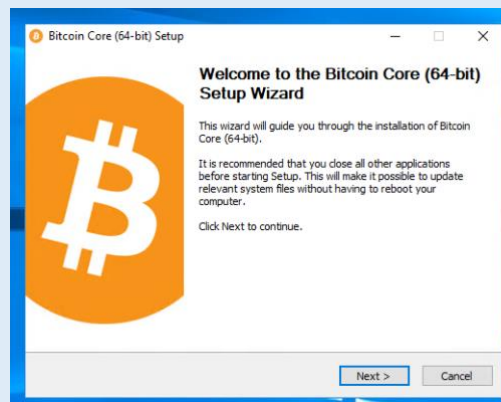 Bitcoin Core (64-bit) Setup
Welcome to the Bitcoin Core (64-bit)
Setup Wizard
This wizard will guide you through the installation of Bitcoin
Core (64-bit).
It is recommended that you close all other applications
before starting Setup. This will make it possible to update
relevant system files without having to reboot your
computer.
Click Next to continue.
Next >
Cancel